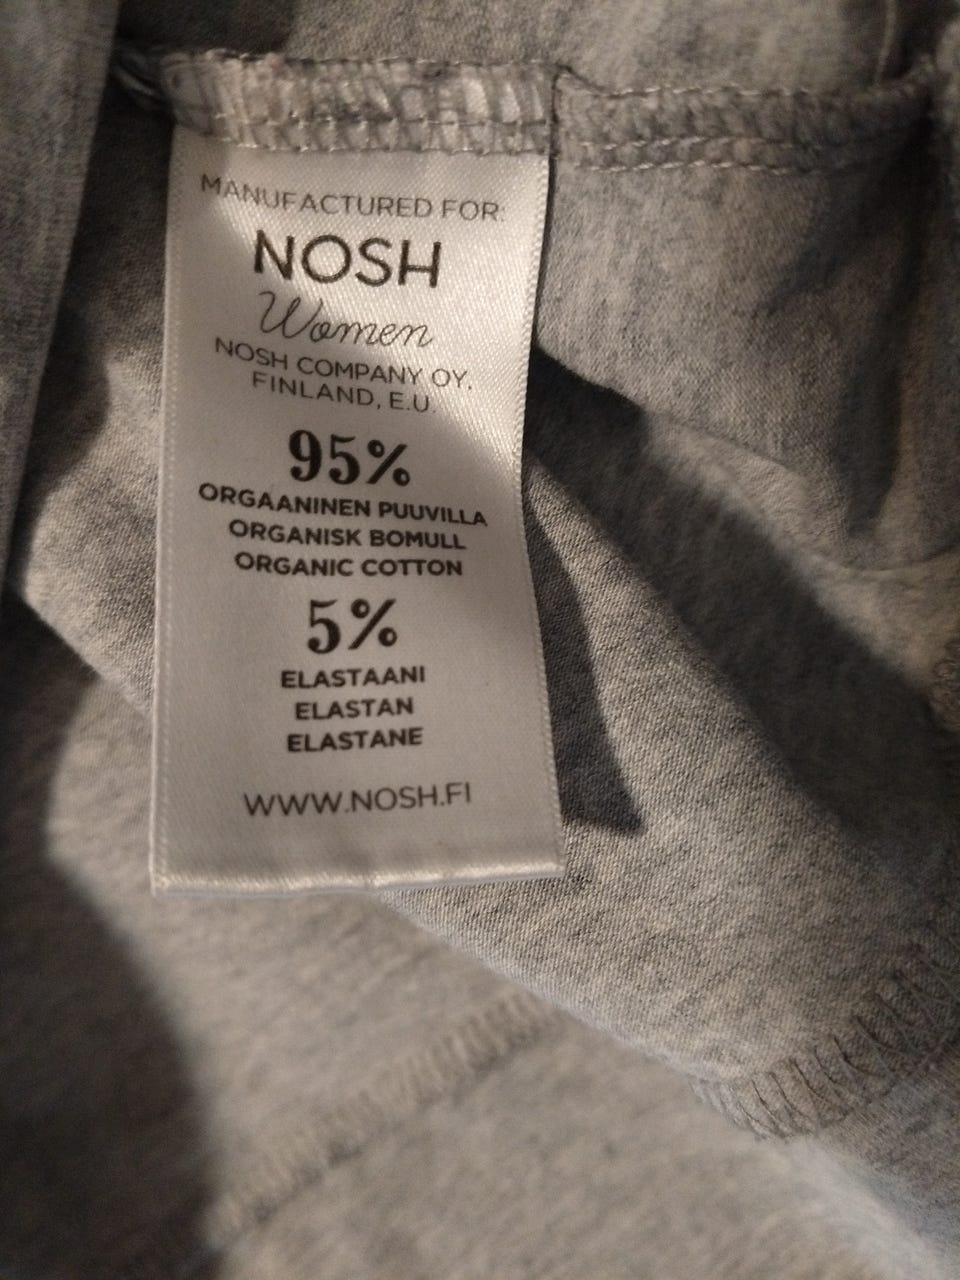 MANUFACTURED FOR:
NOSH
Women
NOSH COMPANY OY,
FINLAND, E.U.
95%
ORGAANINEN PUUVILLA
ORGANISK BOMULL
ORGANIC COTTON
5%
ELASTAANI
ELASTAN
ELASTANE
WWW.NOSH.FI